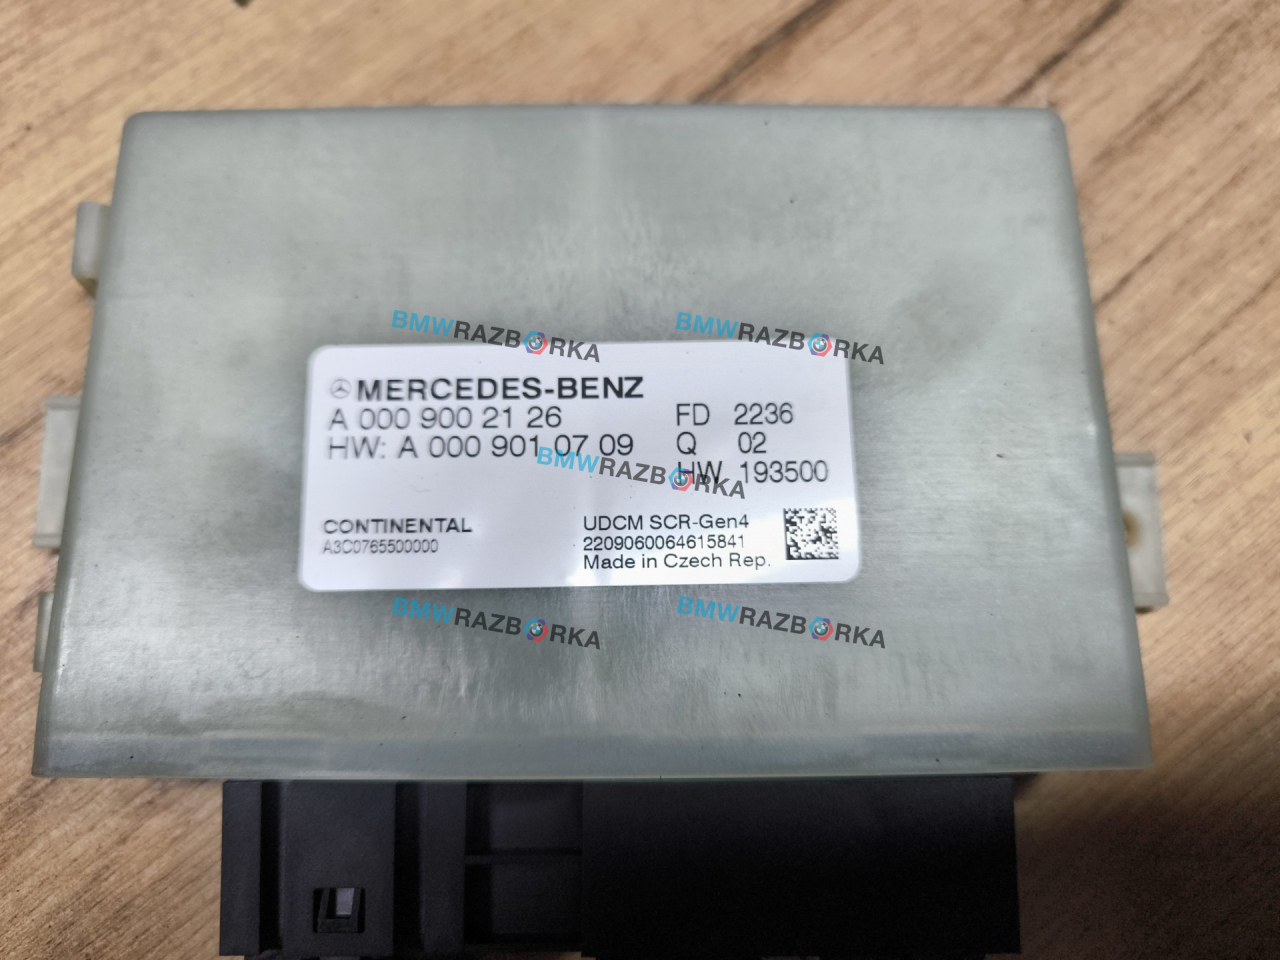 BMWRAZBORKA
BMWRAZBORKA
MERCEDES-BENZ
A 000 900 21 26
FD 2236
HW: A 000 901 07 09
Q 02
BMWRAZBORKA
HW 193500
CONTINENTAL
A3C0765500000
UDCM SCR-Gen4
2209060064615841
Made in Czech Rep.
BMWRAZBORKA
BMWRAZBORKA